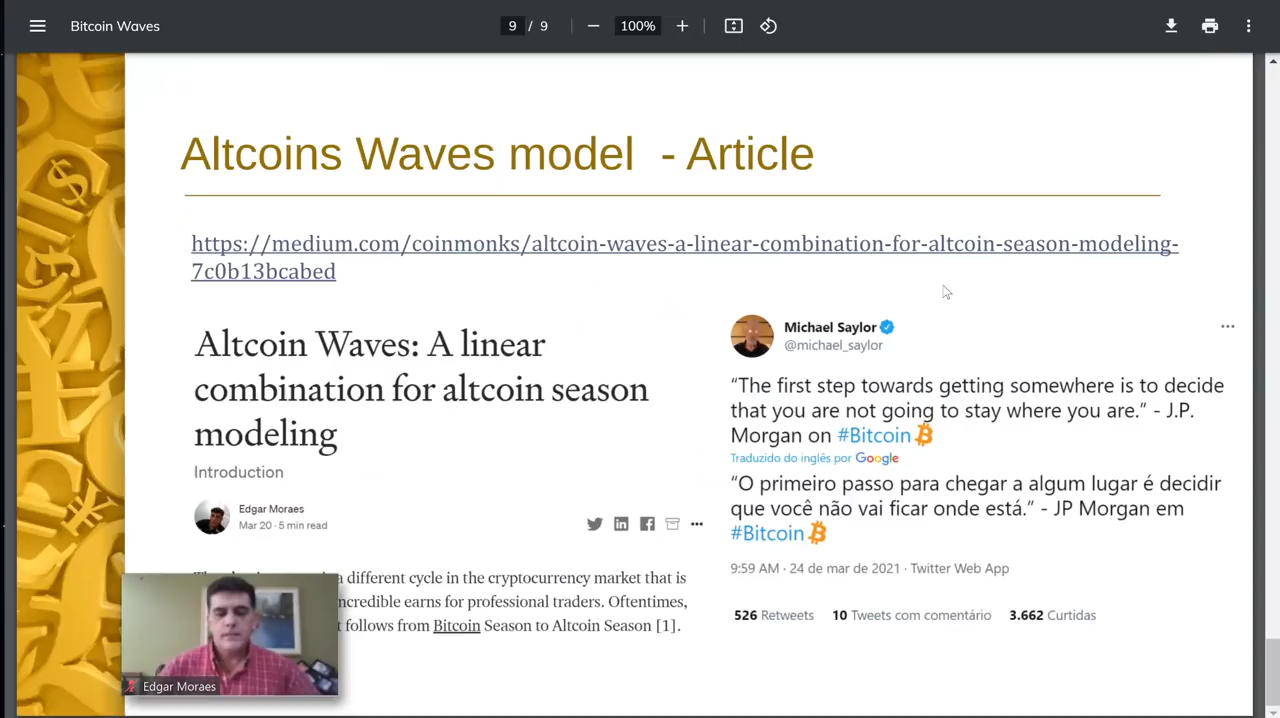 Bitcoin Waves
9 / 9
100%
Altcoins Waves model - Article
https://medium.com/coinmonks/altcoin-waves-a-linear-combination-for-altcoin-season-modeling-
7c0b13bcabed
Altcoin Waves: A linear
combination for altcoin season
modeling
Introduction
Edgar Moraes
Mar 20 · 5 min read
a different cycle in the cryptocurrency market that is
ncredible earns for professional traders. Oftentimes,
t follows from Bitcoin Season to Altcoin Season [1].
Edgar Moraes
Michael Saylor
@michael_saylor
“The first step towards getting somewhere is to decide
that you are not going to stay where you are.” - J.P.
Morgan on #Bitcoin
Traduzido do inglês por Google
“O primeiro passo para chegar a algum lugar é decidir
que você não vai ficar onde está.” - JP Morgan em
#Bitcoin
9:59 AM · 24 de mar de 2021 · Twitter Web App
526 Retweets 10 Tweets com comentário 3.662 Curtidas